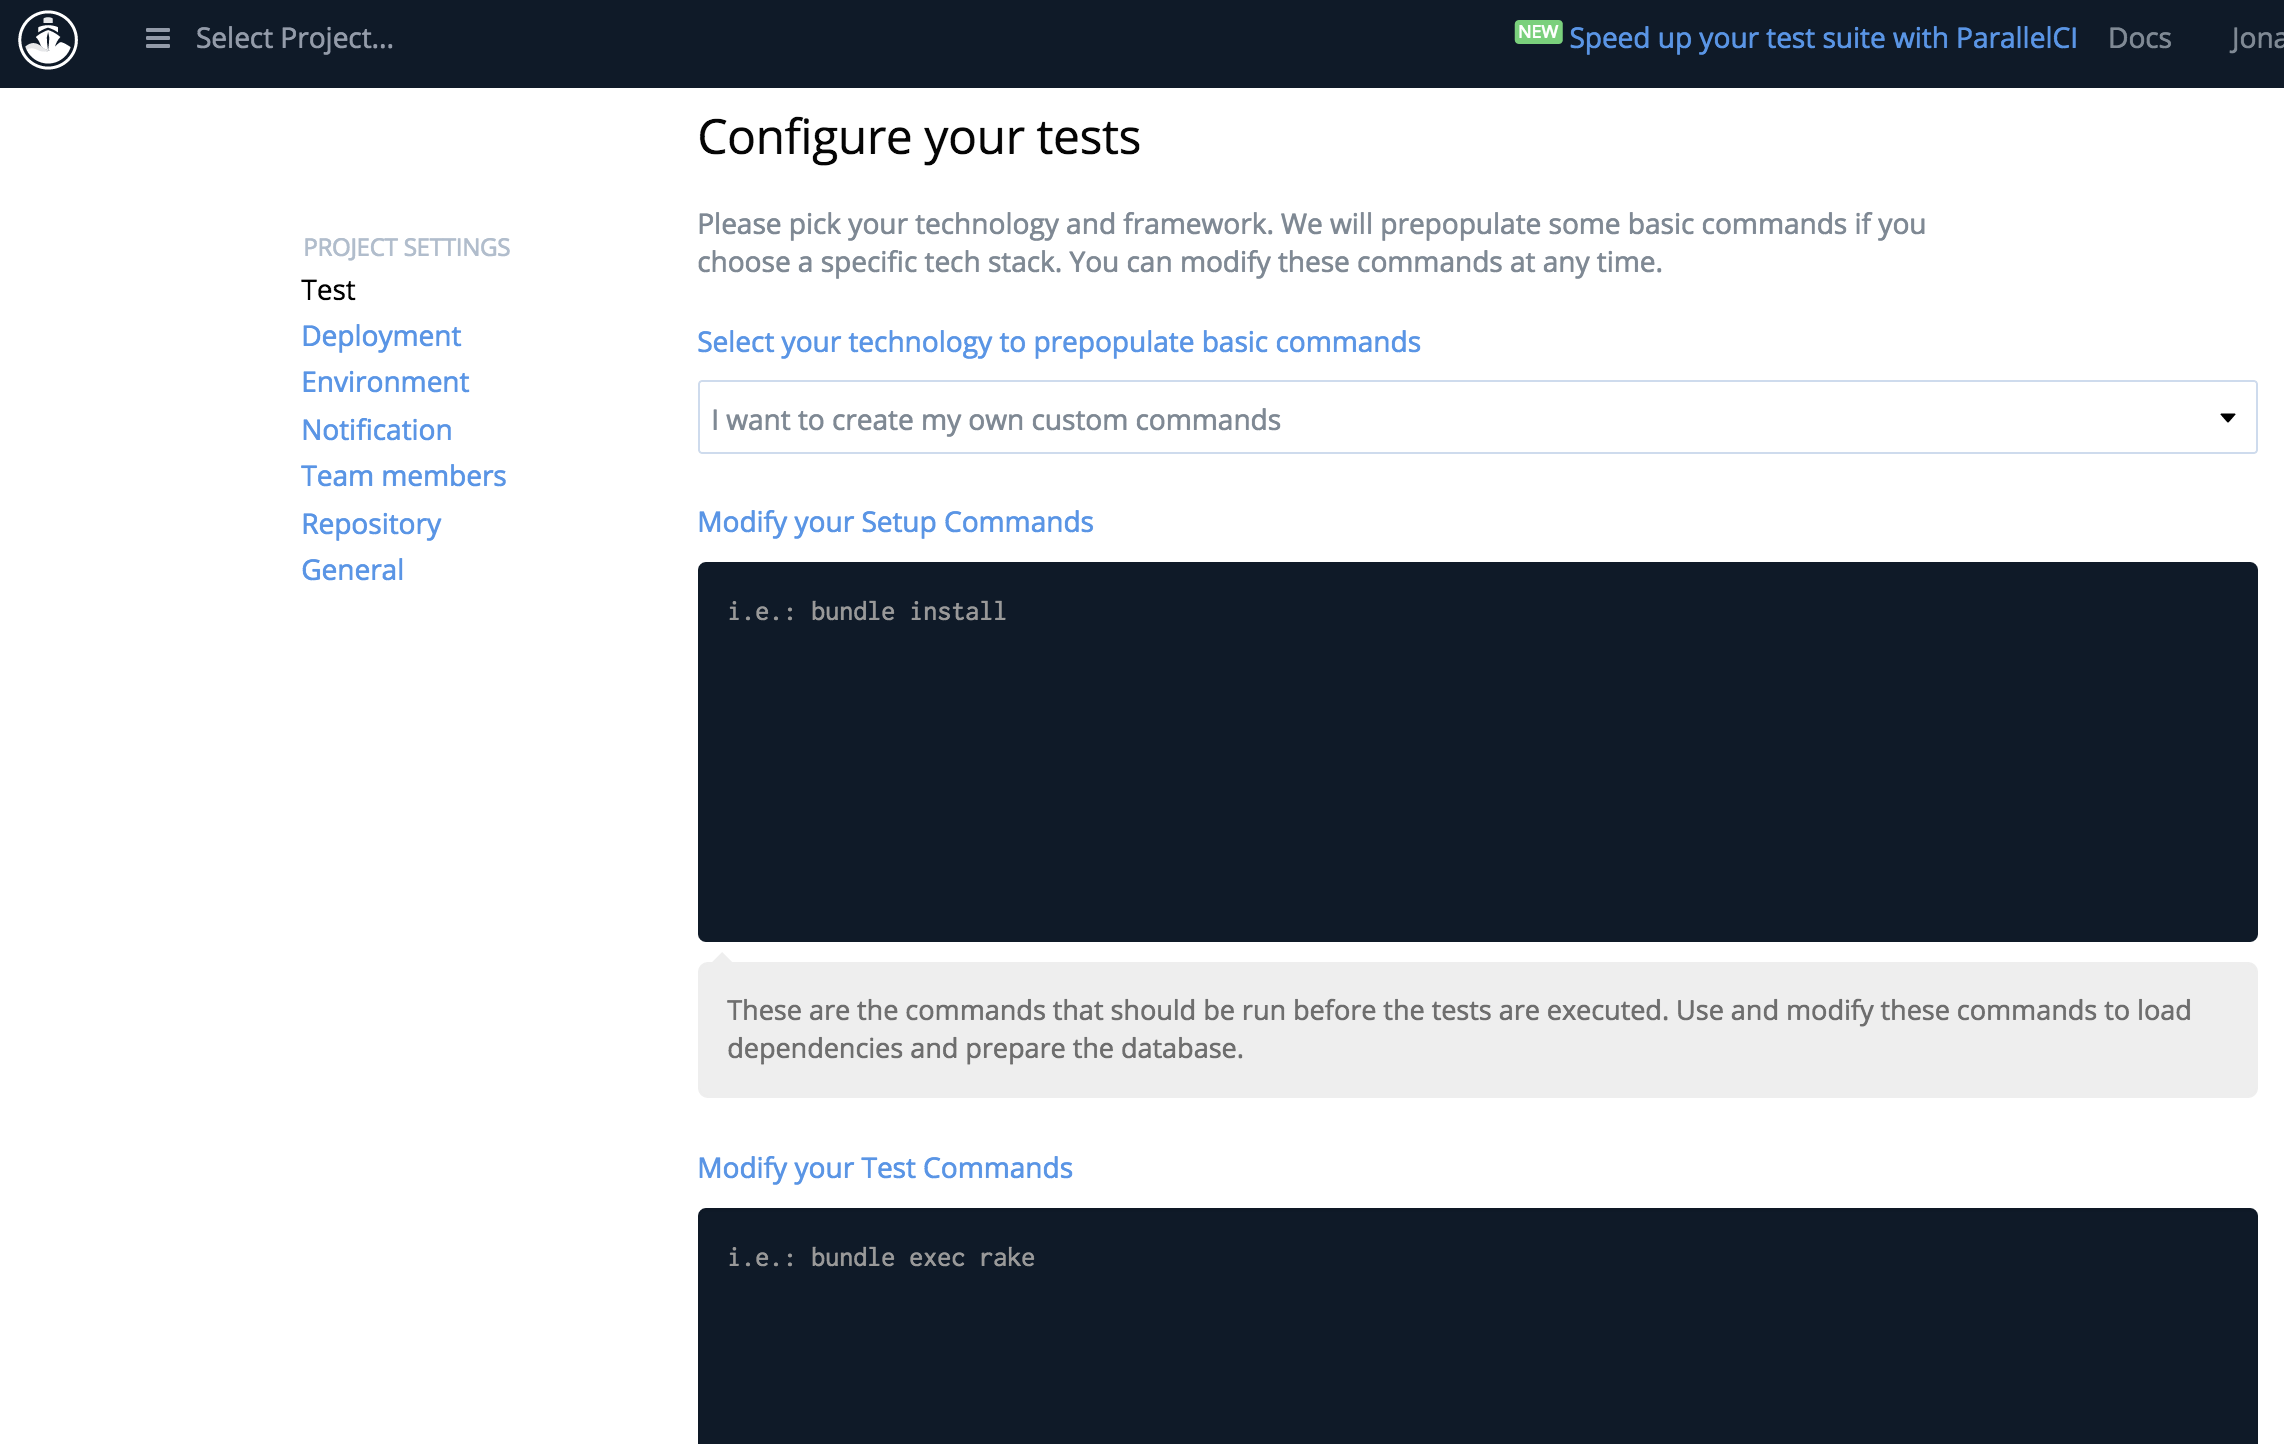 Select Project...
NEW Speed up your test suite with ParallelCI
Docs
Jona
Configure your tests
Please pick your technology and framework. We will prepopulate some basic commands if you
choose a specific tech stack. You can modify these commands at any time.
PROJECT SETTINGS
Test
Deployment
Environment
Notification
Team members
Repository
General
Select your technology to prepopulate basic commands
I want to create my own custom commands
Modify your Setup Commands
i.e.: bundle install
These are the commands that should be run before the tests are executed. Use and modify these commands to load
dependencies and prepare the database.
Modify your Test Commands
i.e.: bundle exec rake